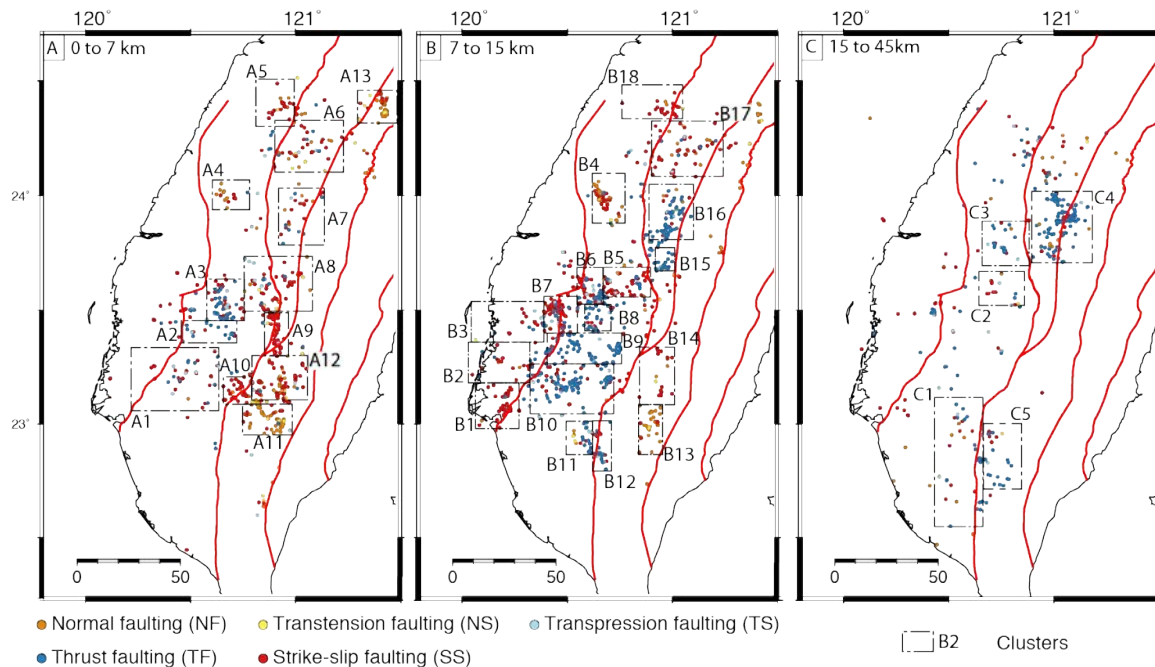 120° 121° 120° 121° 120° 121°
A 0 to 7 km
B 7 to 15 km
C 15 to 45km
A5
A13
A6
A4
A7
A3
A8
A2
A9
A10
A12
A1
A11
B18
B17
B4
B16
B6 B5
B15
B7
B3
B8
B9
B14
B2
B1
B10
B11
B13
B12
C4
C3
C2
C1
C5
24°
23°
0 50
0 50
0 50
Normal faulting (NF) Transtension faulting (NS) Transpression faulting (TS)
Thrust faulting (TF) Strike-slip faulting (SS) B2 Clusters